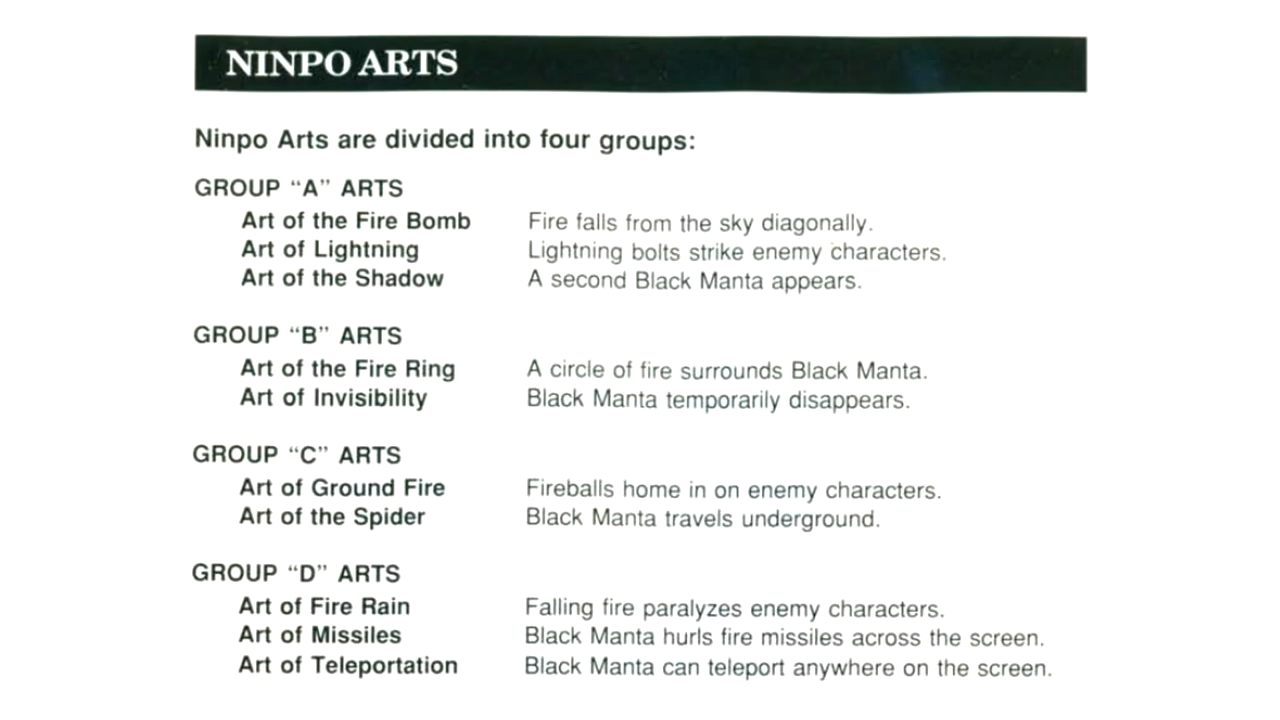 NINPO ARTS
Ninpo Arts are divided into four groups:
GROUP “A” ARTS
Art of the Fire Bomb Fire falls from the sky diagonally.
Art of Lightning Lightning bolts strike enemy characters.
Art of the Shadow A second Black Manta appears.
GROUP “B” ARTS
Art of the Fire Ring A circle of fire surrounds Black Manta.
Art of Invisibility Black Manta temporarily disappears.
GROUP “C” ARTS
Art of Ground Fire Fireballs home in on enemy characters.
Art of the Spider Black Manta travels underground.
GROUP “D” ARTS
Art of Fire Rain Falling fire paralyzes enemy characters.
Art of Missiles Black Manta hurls fire missiles across the screen.
Art of Teleportation Black Manta can teleport anywhere on the screen.